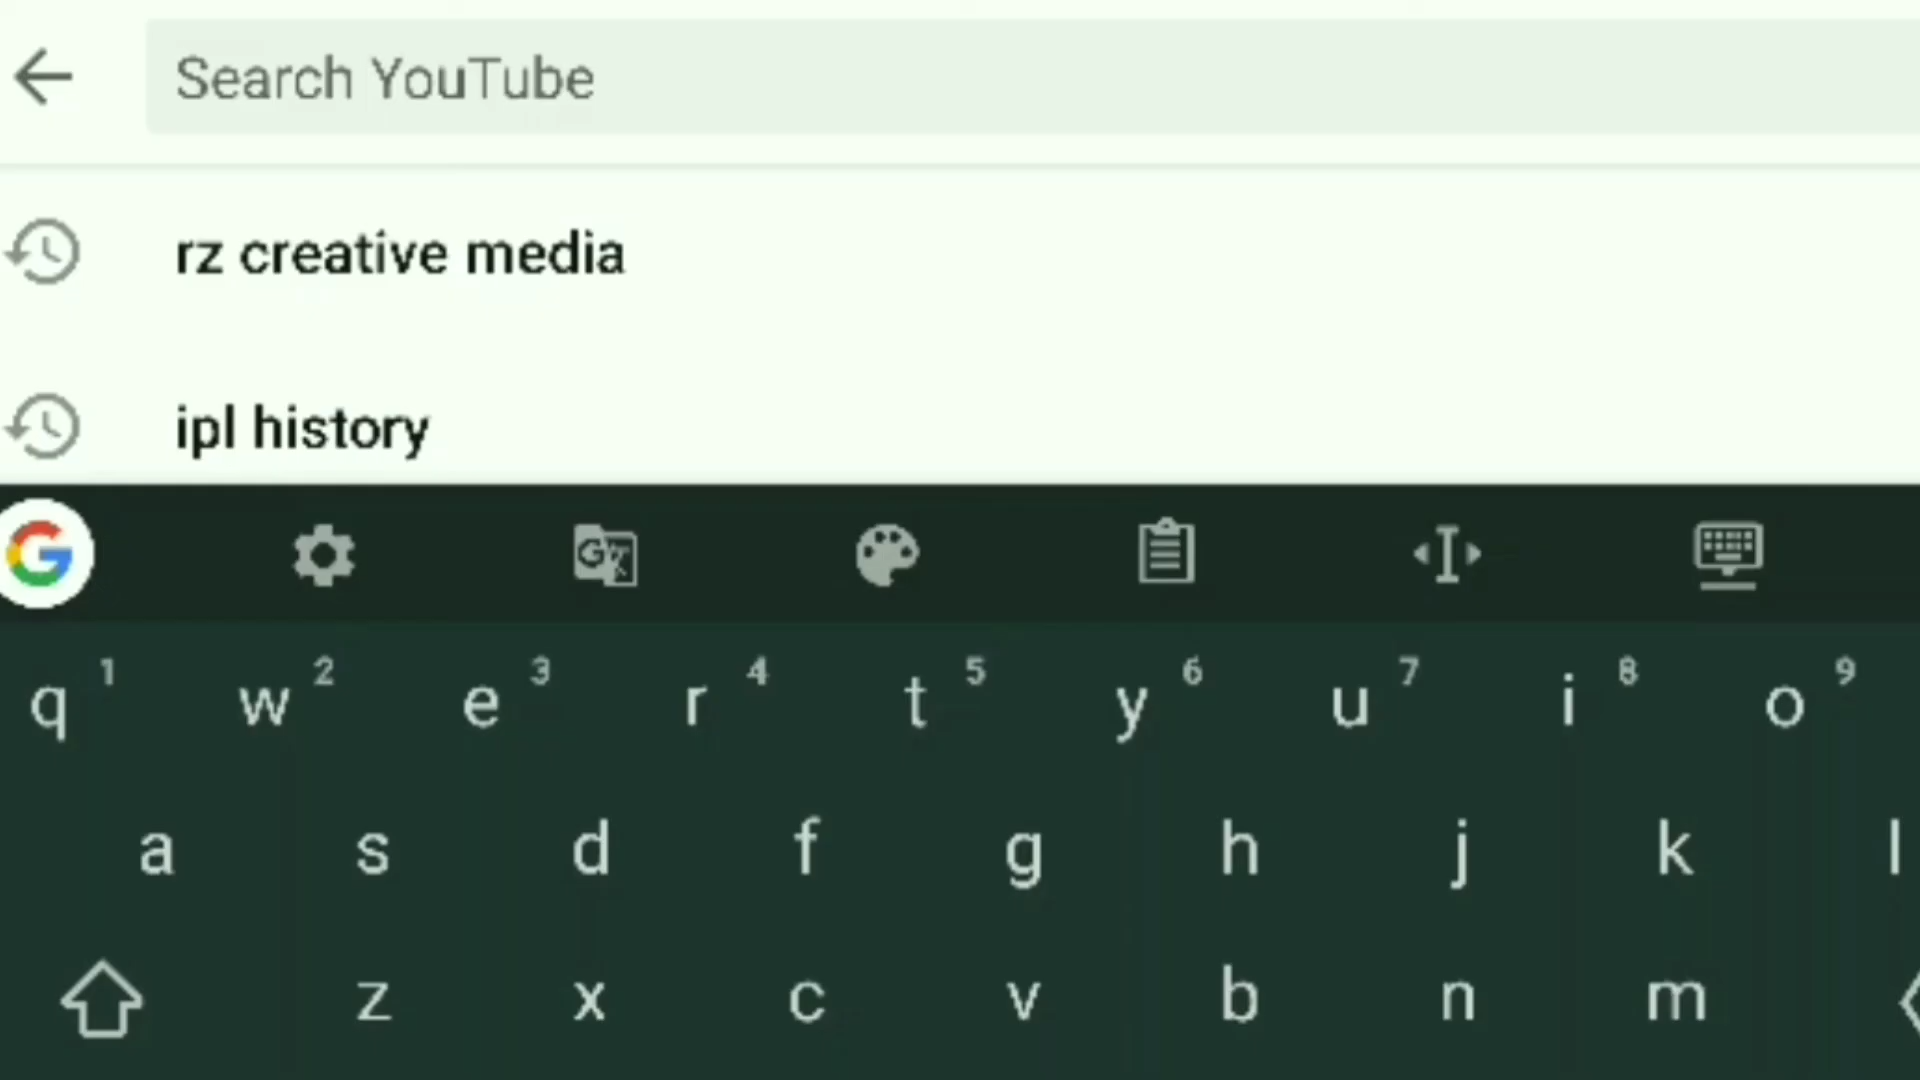 Search YouTube
rz creative media
ipl history
q 1 w 2 e 3 r 4 t 5 y 6 u 7 i 8 o 9
a s d f g h j k l
z x c v b n m